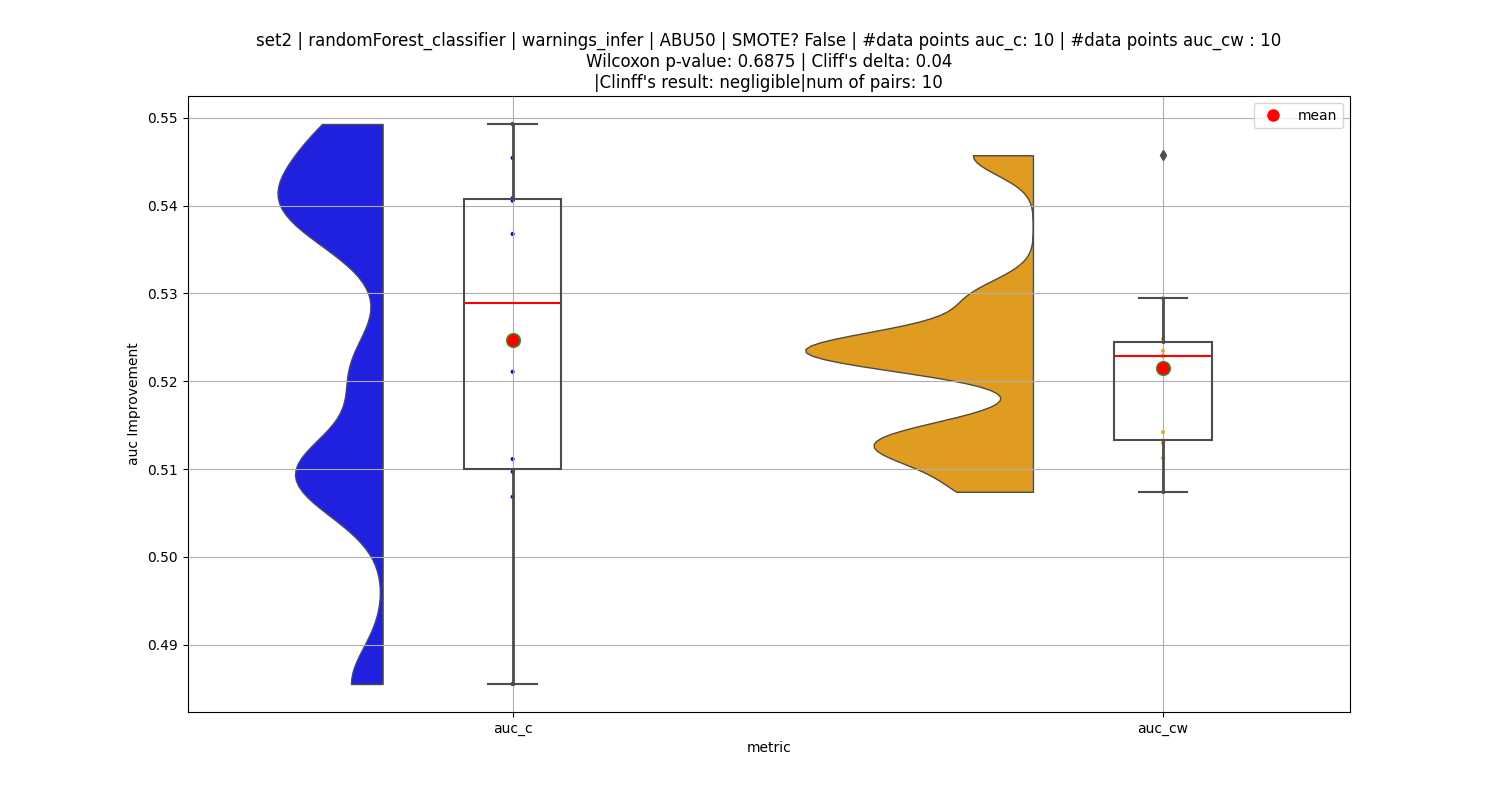 set2 | randomForest_classifier | warnings_infer | ABU50 | SMOTE? False | #data points auc_c: 10 | #data points auc_cw : 10
Wilcoxon p-value: 0.6875 | Cliff's delta: 0.04
|Clinff's result: negligible|num of pairs: 10
mean
0.55
0.54
0.53
0.52
0.51
0.50
0.49
auc Improvement
auc_c
auc_cw
metric